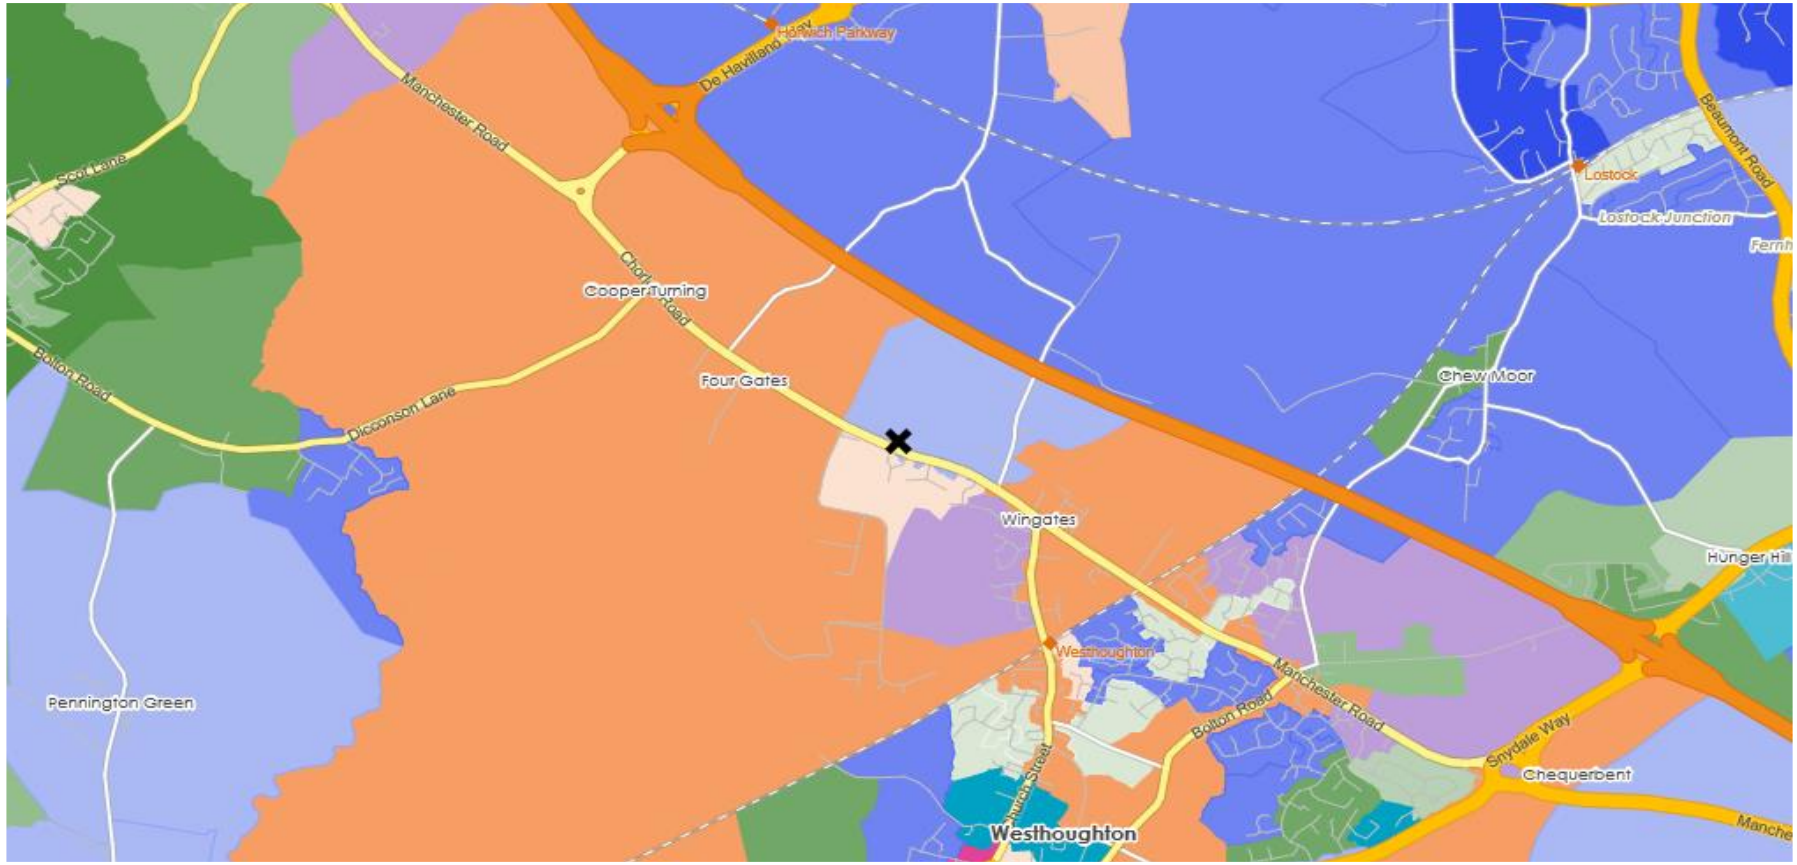 Horwich Parkway
De Havilland Way
Manchester Road
Beaumont Road
Scot Lane
Lostock
Lostock Junction
Fernh
Chorley Road
Cooper Turning
Bolton Road
Four Gates
Chew Moor
Dicconson Lane
Wingates
Hunger Hill
Westhoughton
Pennington Green
Manchester Road
Bolton Road
Snydale Way
Church Street
Chequerbent
Manche
Westhoughton